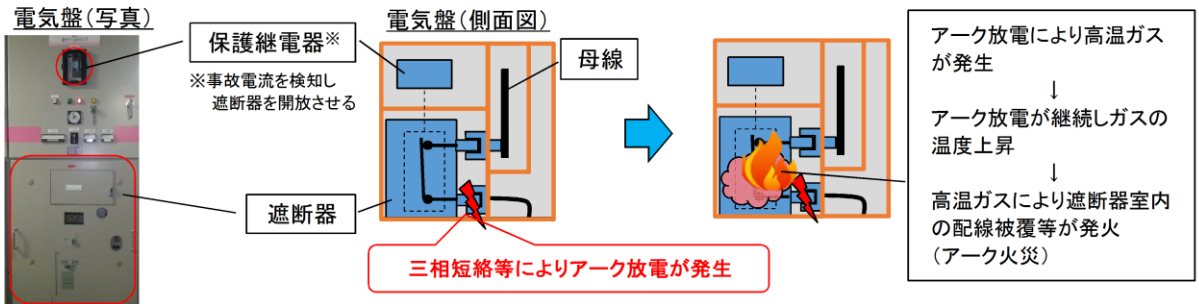 電気盤(写真)
保護継電器※
※事故電流を検知し
遮断器を開放させる
遮断器
電気盤(側面図)
母線
三相短絡等によりアーク放電が発生
アーク放電により高温ガス
が発生
↓
アーク放電が継続しガスの
温度上昇
↓
高温ガスにより遮断器室内
の配線被覆等が発火
(アーク火災)